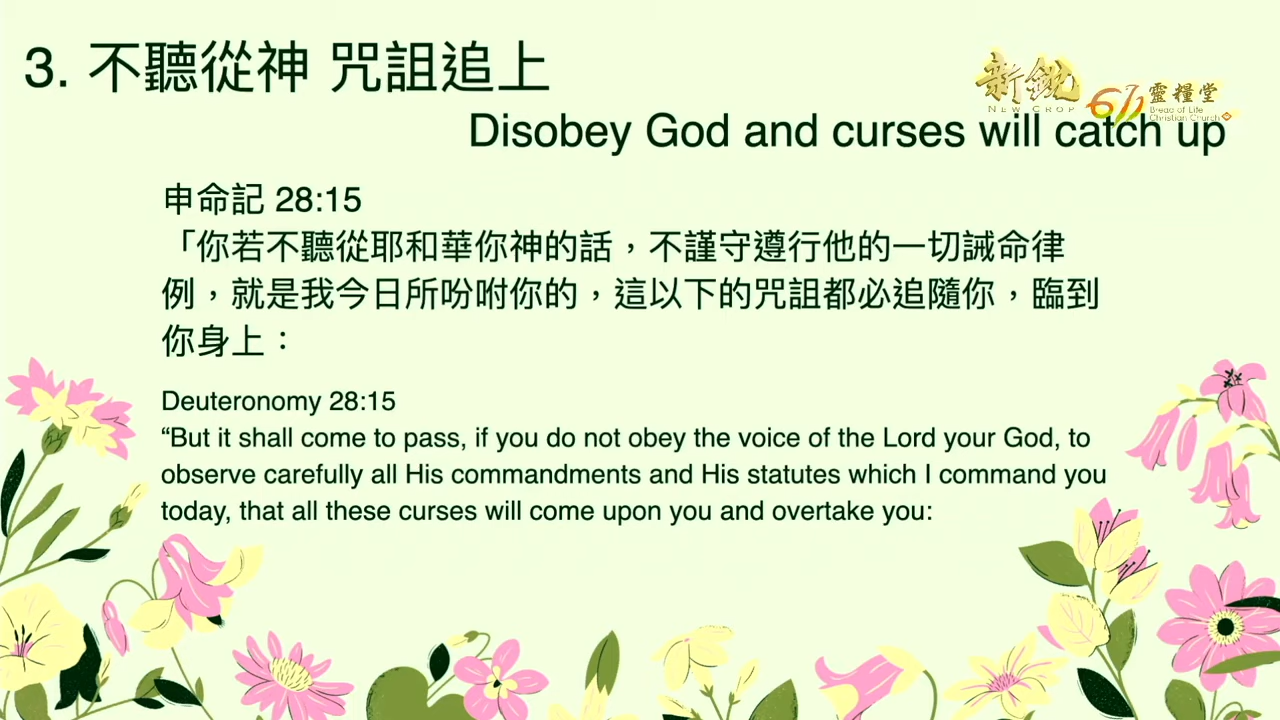 3. 不聽從神 咒詛追上
新銳
NEW CROP
611
靈糧堂
Bread of Life
Christian Church
Disobey God and curses will catch up
申命記 28:15
「你若不聽從耶和華你神的話，不謹守遵行他的一切誡命律
例，就是我今日所吩咐你的，這以下的咒詛都必追隨你，臨到
你身上：
Deuteronomy 28:15
“But it shall come to pass, if you do not obey the voice of the Lord your God, to
observe carefully all His commandments and His statutes which I command you
today, that all these curses will come upon you and overtake you: